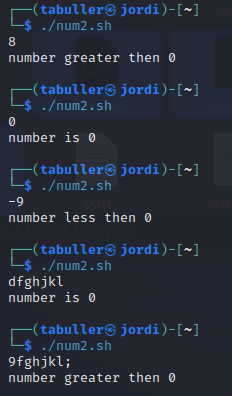 ┌──(tabuller㉿jordi)-[~]
└─$ ./num2.sh
8
number greater then 0
┌──(tabuller㉿jordi)-[~]
└─$ ./num2.sh
0
number is 0
┌──(tabuller㉿jordi)-[~]
└─$ ./num2.sh
-9
number less then 0
┌──(tabuller㉿jordi)-[~]
└─$ ./num2.sh
dfghjkl
number is 0
┌──(tabuller㉿jordi)-[~]
└─$ ./num2.sh
9fghjkl;
number greater then 0